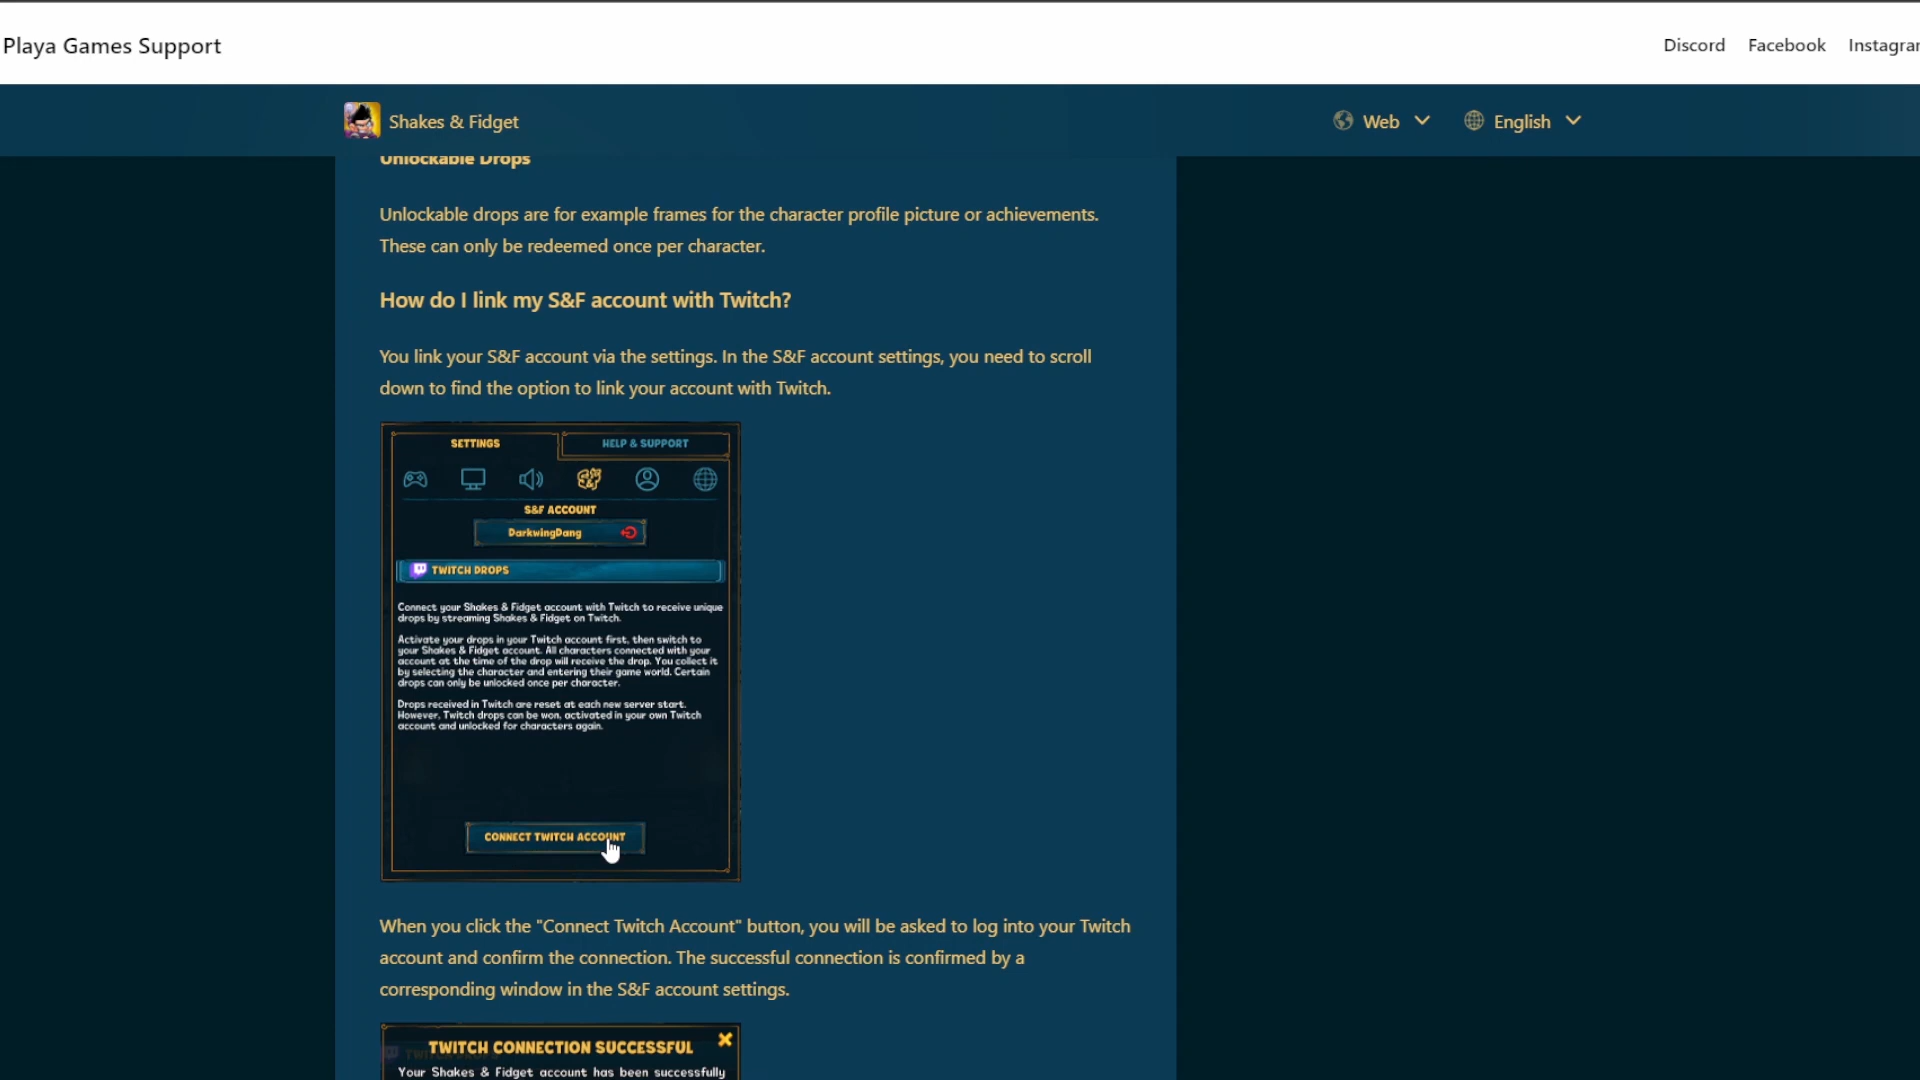 Playa Games Support
Discord Facebook Instagram
Shakes & Fidget
Web
English
Unlockable Drops
Unlockable drops are for example frames for the character profile picture or achievements.
These can only be redeemed once per character.
How do I link my S&F account with Twitch?
You link your S&F account via the settings. In the S&F account settings, you need to scroll
down to find the option to link your account with Twitch.
SETTINGS
HELP & SUPPORT
S&F ACCOUNT
DarkwingDang
TWITCH DROPS
Connect your Shakes & Fidget account with Twitch to receive unique
drops by streaming Shakes & Fidget on Twitch.
Activate your drops in your Twitch account first, then switch to
your Shakes & Fidget account. All characters connected with your
account at the time of the drop will receive the drop. You collect it
by selecting the character and entering their game world. Certain
drops can only be unlocked once per character.
Drops received in Twitch are reset at each new server start.
However, Twitch drops can be won, activated in your own Twitch
account and unlocked for characters again.
CONNECT TWITCH ACCOUNT
When you click the "Connect Twitch Account" button, you will be asked to log into your Twitch
account and confirm the connection. The successful connection is confirmed by a
corresponding window in the S&F account settings.
TWITCH CONNECTION SUCCESSFUL
Your Shakes & Fidget account has been successfully